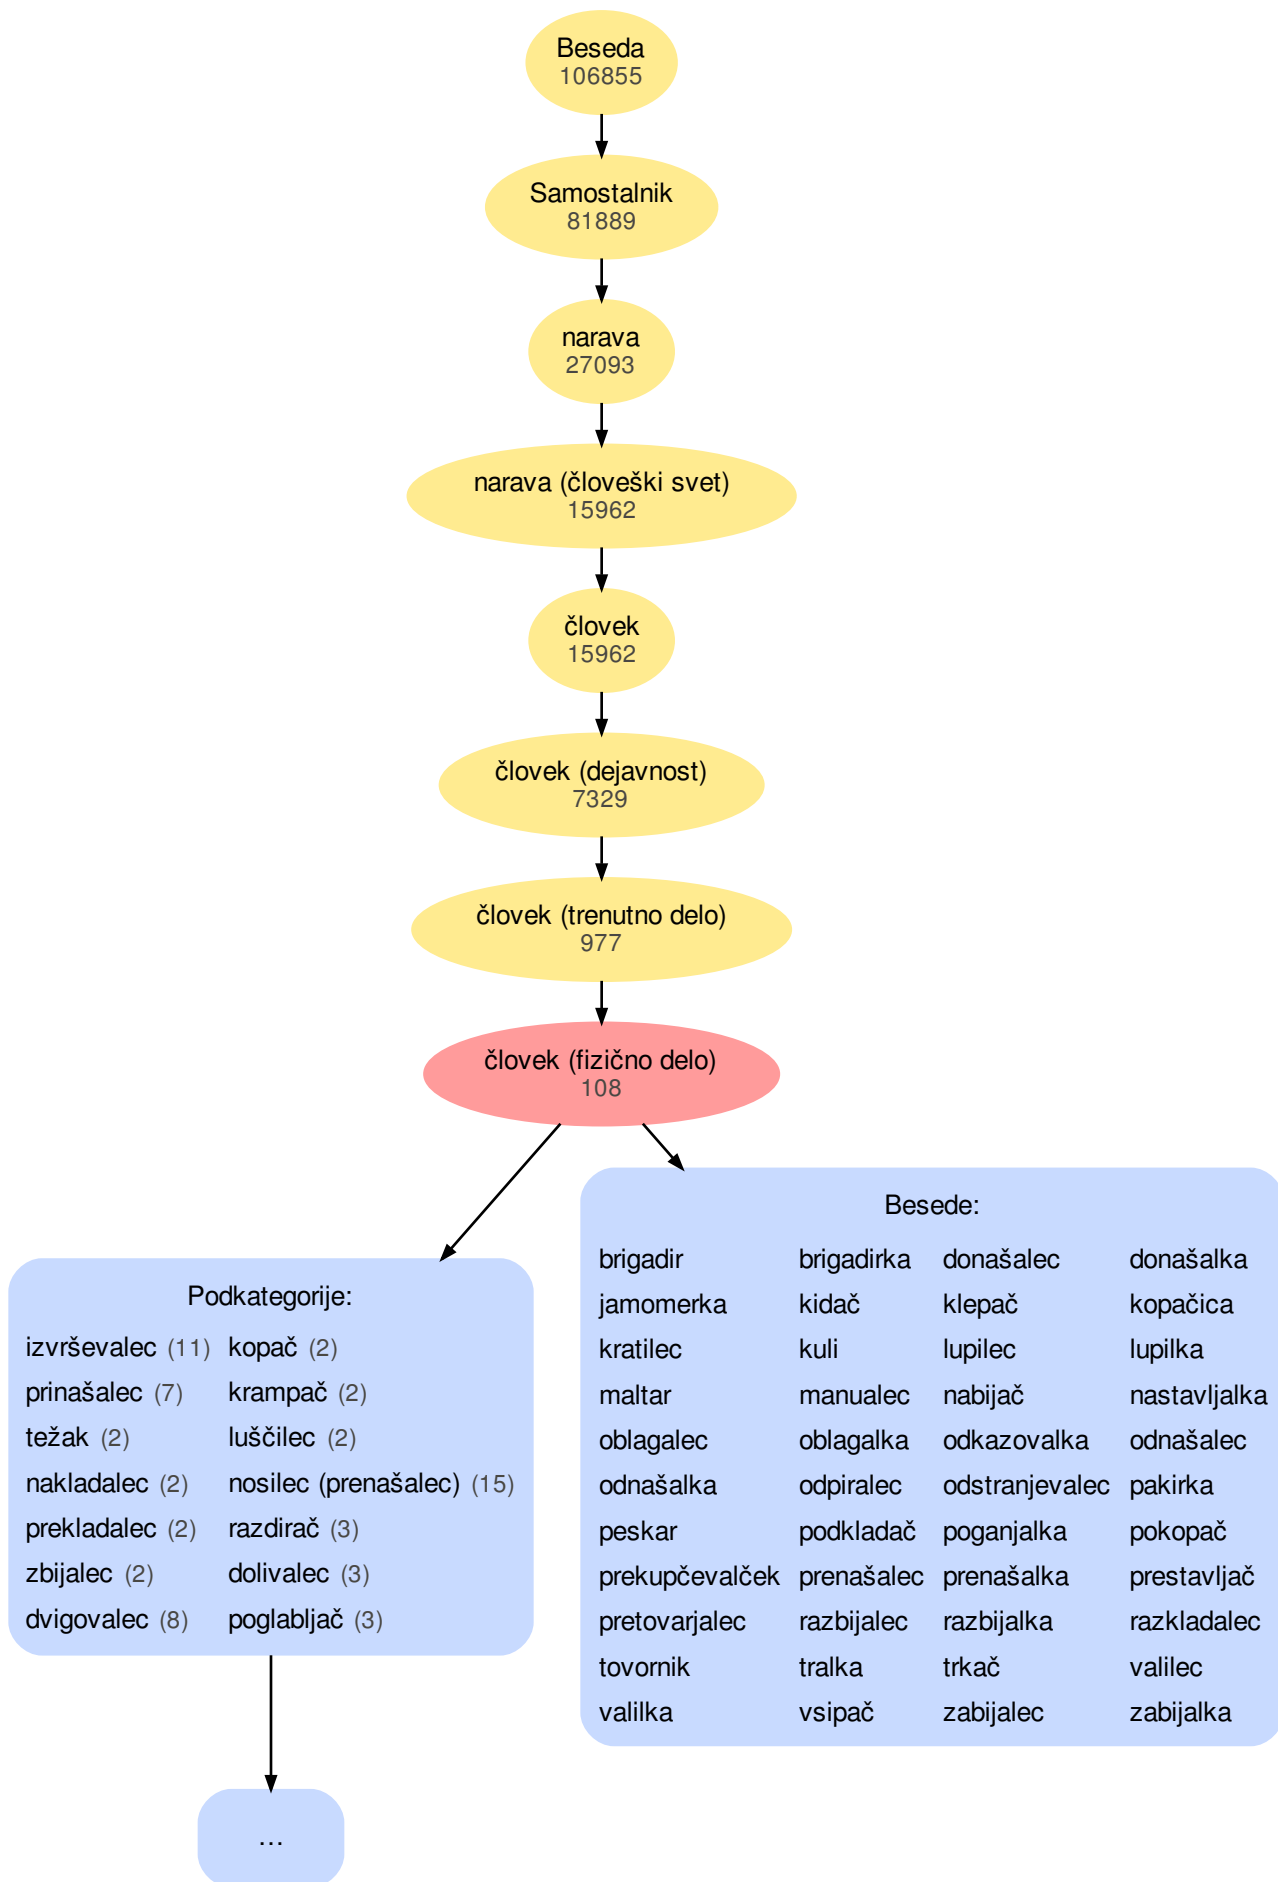 Beseda
106855
Samostalnik
81889
narava
27093
narava (človeški svet)
15962
človek
15962
človek (dejavnost)
7329
človek (trenutno delo)
977
človek (fizično delo)
108
Podkategorije:
izvrševalec (11) kopač (2)
prinašalec (7) krampač (2)
težak (2) luščilec (2)
nakladalec (2) nosilec (prenašalec) (15)
prekladalec (2) razdirač (3)
zbijalec (2) dolivalec (3)
dvigovalec (8) poglabljač (3)
…
Besede:
brigadir brigadirka donašalec donašalka
jamomerka kidač klepač kopačica
kratilec kuli lupilec lupilka
maltar manualec nabijač nastavljalka
oblagalec oblagalka odkazovalka odnašalec
odnašalka odpiralec odstranjevalec pakirka
peskar podkladač poganjalka pokopač
prekupčevalček prenašalec prenašalka prestavljač
pretovarjalec razbijalec razbijalka razkladalec
tovornik tralka trkač valilec
valilka vsipač zabijalec zabijalka